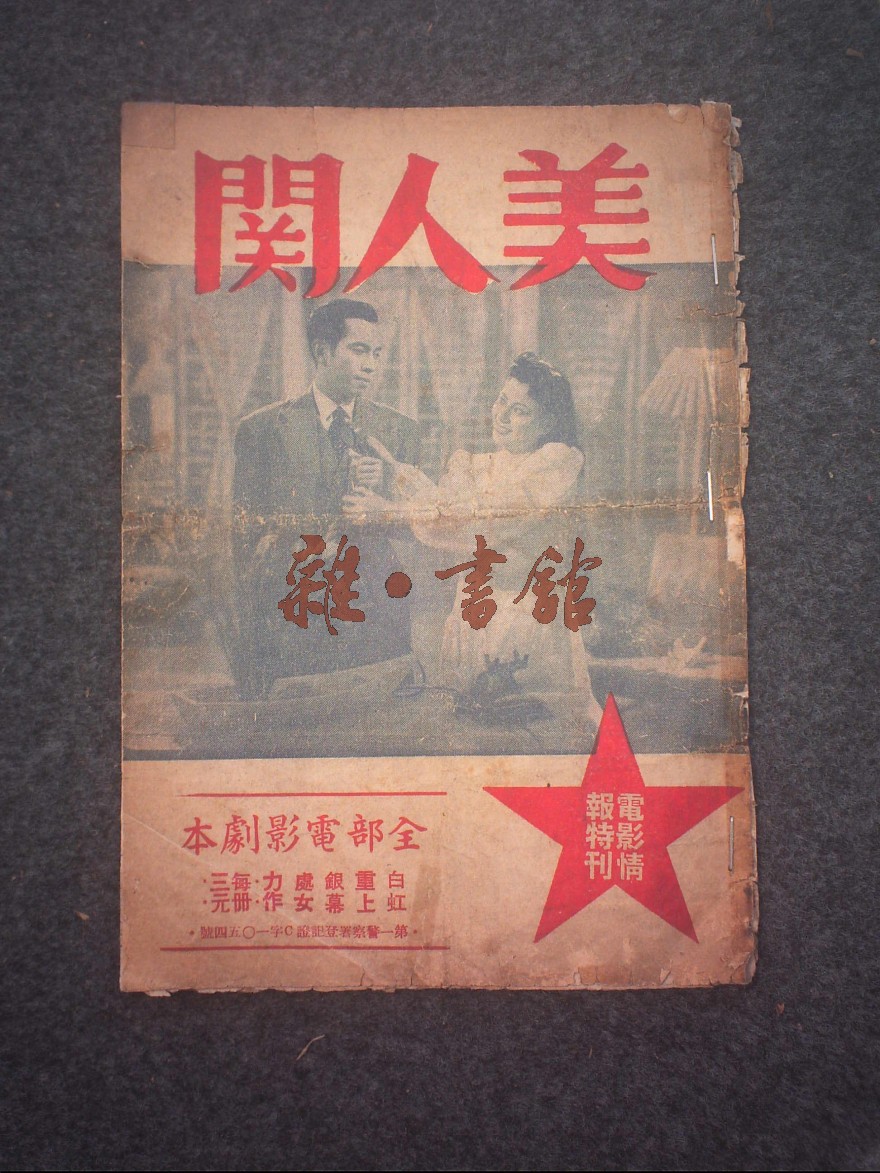 美人関
雜•書舘
電影情
報特刊
全部電影劇本
白虹重上銀幕處女力作·每冊三元·
·第一警察署登記證C字一〇五四號·